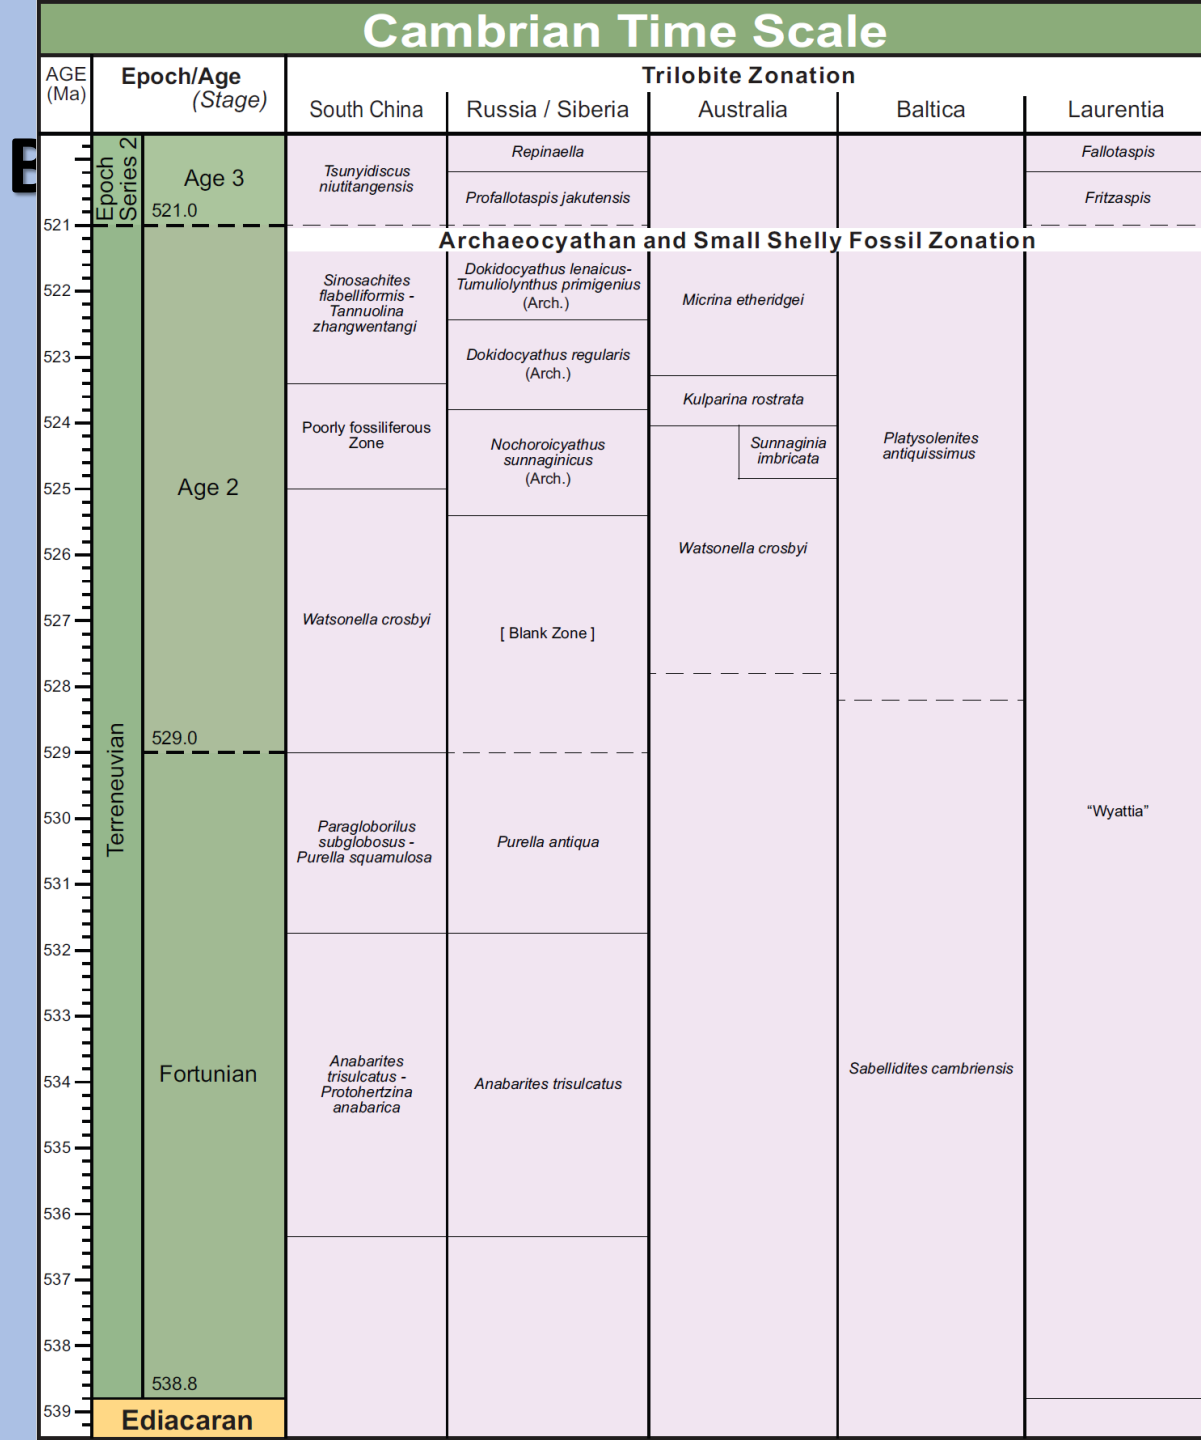 Cambrian Time Scale
AGE
(Ma)
Epoch/Age
(Stage)
Trilobite Zonation
South China
Russia / Siberia
Australia
Baltica
Laurentia
Epoch
Series 2
Age 3
521.0
Tsunyidiscus
niutitangensis
Repinaella
Profallotaspis jakutensis
Fallotaspis
Fritzaspis
Archaeocyathan and Small Shelly Fossil Zonation
521
522
523
524
525
526
527
528
529
530
531
532
533
534
535
536
537
538
539
Terreneuvian
Age 2
529.0
Fortunian
538.8
Ediacaran
Sinosachites
flabelliformis -
Tannuolina
zhangwentangi
Poorly fossiliferous
Zone
Watsonella crosbyi
Paragloborilus
subglobosus -
Purella squamulosa
Anabarites
trisulcatus -
Protohertzina
anabarica
Dokidocyathus lenaicus-
Tumuliolynthus primigenius
(Arch.)
Dokidocyathus regularis
(Arch.)
Nochoroicyathus
sunnaginicus
(Arch.)
[ Blank Zone ]
Purella antiqua
Anabarites trisulcatus
Micrina etheridgei
Kulparina rostrata
Sunnaginia
imbricata
Watsonella crosbyi
Platysolenites
antiquissimus
Sabellidites cambriensis
“Wyattia”